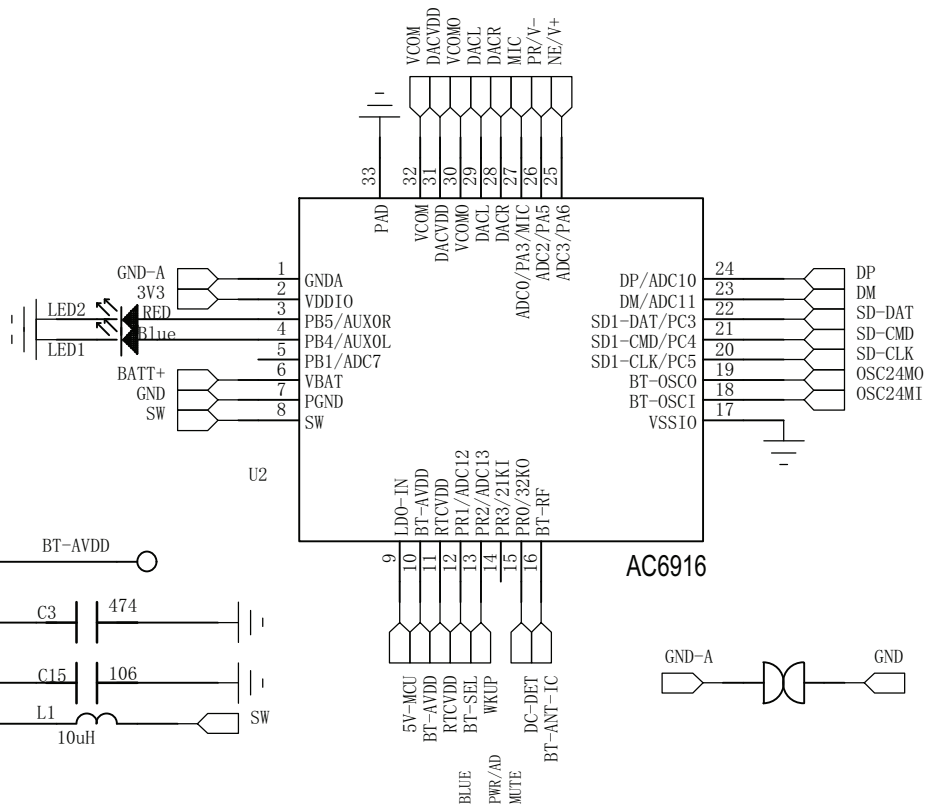 VCOM
DACVDD
VCOMO
DACL
DACR
MIC
PR/V-
NE/V+
33
32
31
30
29
28
27
26
25
PAD
VCOM
DACVDD
VCOMO
DACL
DACR
ADC0/PA3/MIC
ADC2/PA5
ADC3/PA6
GND-A 1 GNDA
3V3 2 VDDIO
LED2 RED 3 PB5/AUXOR
LED1 Blue 4 PB4/AUXOL
5 PB1/ADC7
BATT+ 6 VBAT
GND 7 PGND
SW 8 SW
DP/ADC10 24 DP
DM/ADC11 23 DM
SD1-DAT/PC3 22 SD-DAT
SD1-CMD/PC4 21 SD-CMD
SD1-CLK/PC5 20 SD-CLK
BT-OSCO 19 OSC24MO
BT-OSCI 18 OSC24MI
VSSIO 17
U2
LDO-IN
BT-AVDD
RTCVDD
PR1/ADC12
PR2/ADC13
PR3/21KI
PR0/32KO
BT-RF
9
10
11
12
13
14
15
16
AC6916
5V-MCU
BT-AVDD
RTCVDD
BT-SEL
WKUP
DC-DET
BT-ANT-IC
BLUE
PWR/AD
MUTE
BT-AVDD
C3 474
C15 106
L1 SW
10uH
GND-A GND